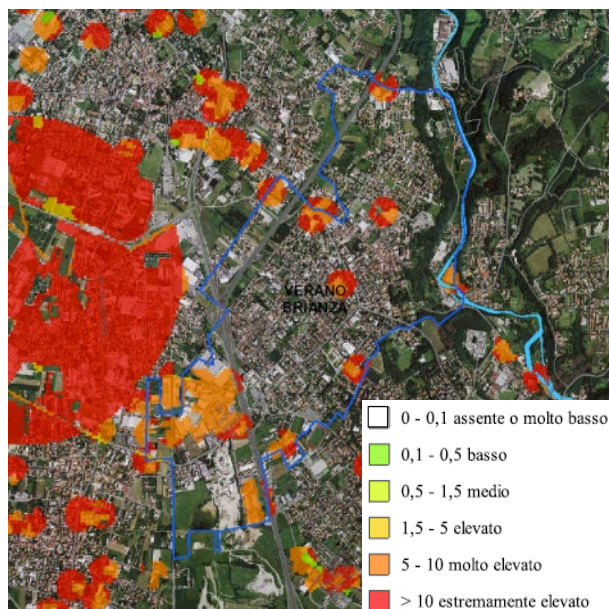 VERANO
BRIANZA
0 - 0,1 assente o molto basso
0,1 - 0,5 basso
0,5 - 1,5 medio
1,5 - 5 elevato
5 - 10 molto elevato
> 10 estremamente elevato